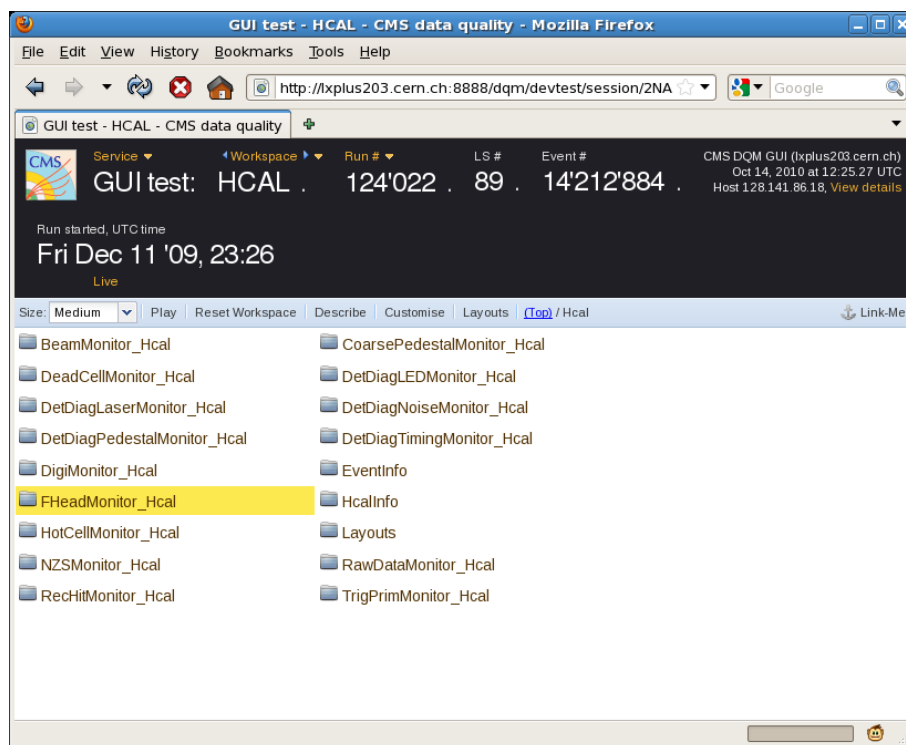 GUI test - HCAL - CMS data quality - Mozilla Firefox
File Edit View History Bookmarks Tools Help
http://lxplus203.cern.ch:8888/dqm/devtest/session/2NA Google
GUI test - HCAL - CMS data quality
CMS Service Workspace Run # LS # Event # CMS DQM GUI (lxplus203.cern.ch)
GUI test: HCAL . 124'022 . 89 . 14'212'884 . Oct 14, 2010 at 12:25.27 UTC
Host 128.141.86.18, View details
Run started, UTC time
Fri Dec 11 '09, 23:26
Live
Size: Medium Play Reset Workspace Describe Customise Layouts (Top) / Hcal Link-Me
BeamMonitor_Hcal CoarsePedestalMonitor_Hcal
DeadCellMonitor_Hcal DetDiagLEDMonitor_Hcal
DetDiagLaserMonitor_Hcal DetDiagNoiseMonitor_Hcal
DetDiagPedestalMonitor_Hcal DetDiagTimingMonitor_Hcal
DigiMonitor_Hcal EventInfo
FHeadMonitor_Hcal HcalInfo
HotCellMonitor_Hcal Layouts
NZSMonitor_Hcal RawDataMonitor_Hcal
RecHitMonitor_Hcal TrigPrimMonitor_Hcal